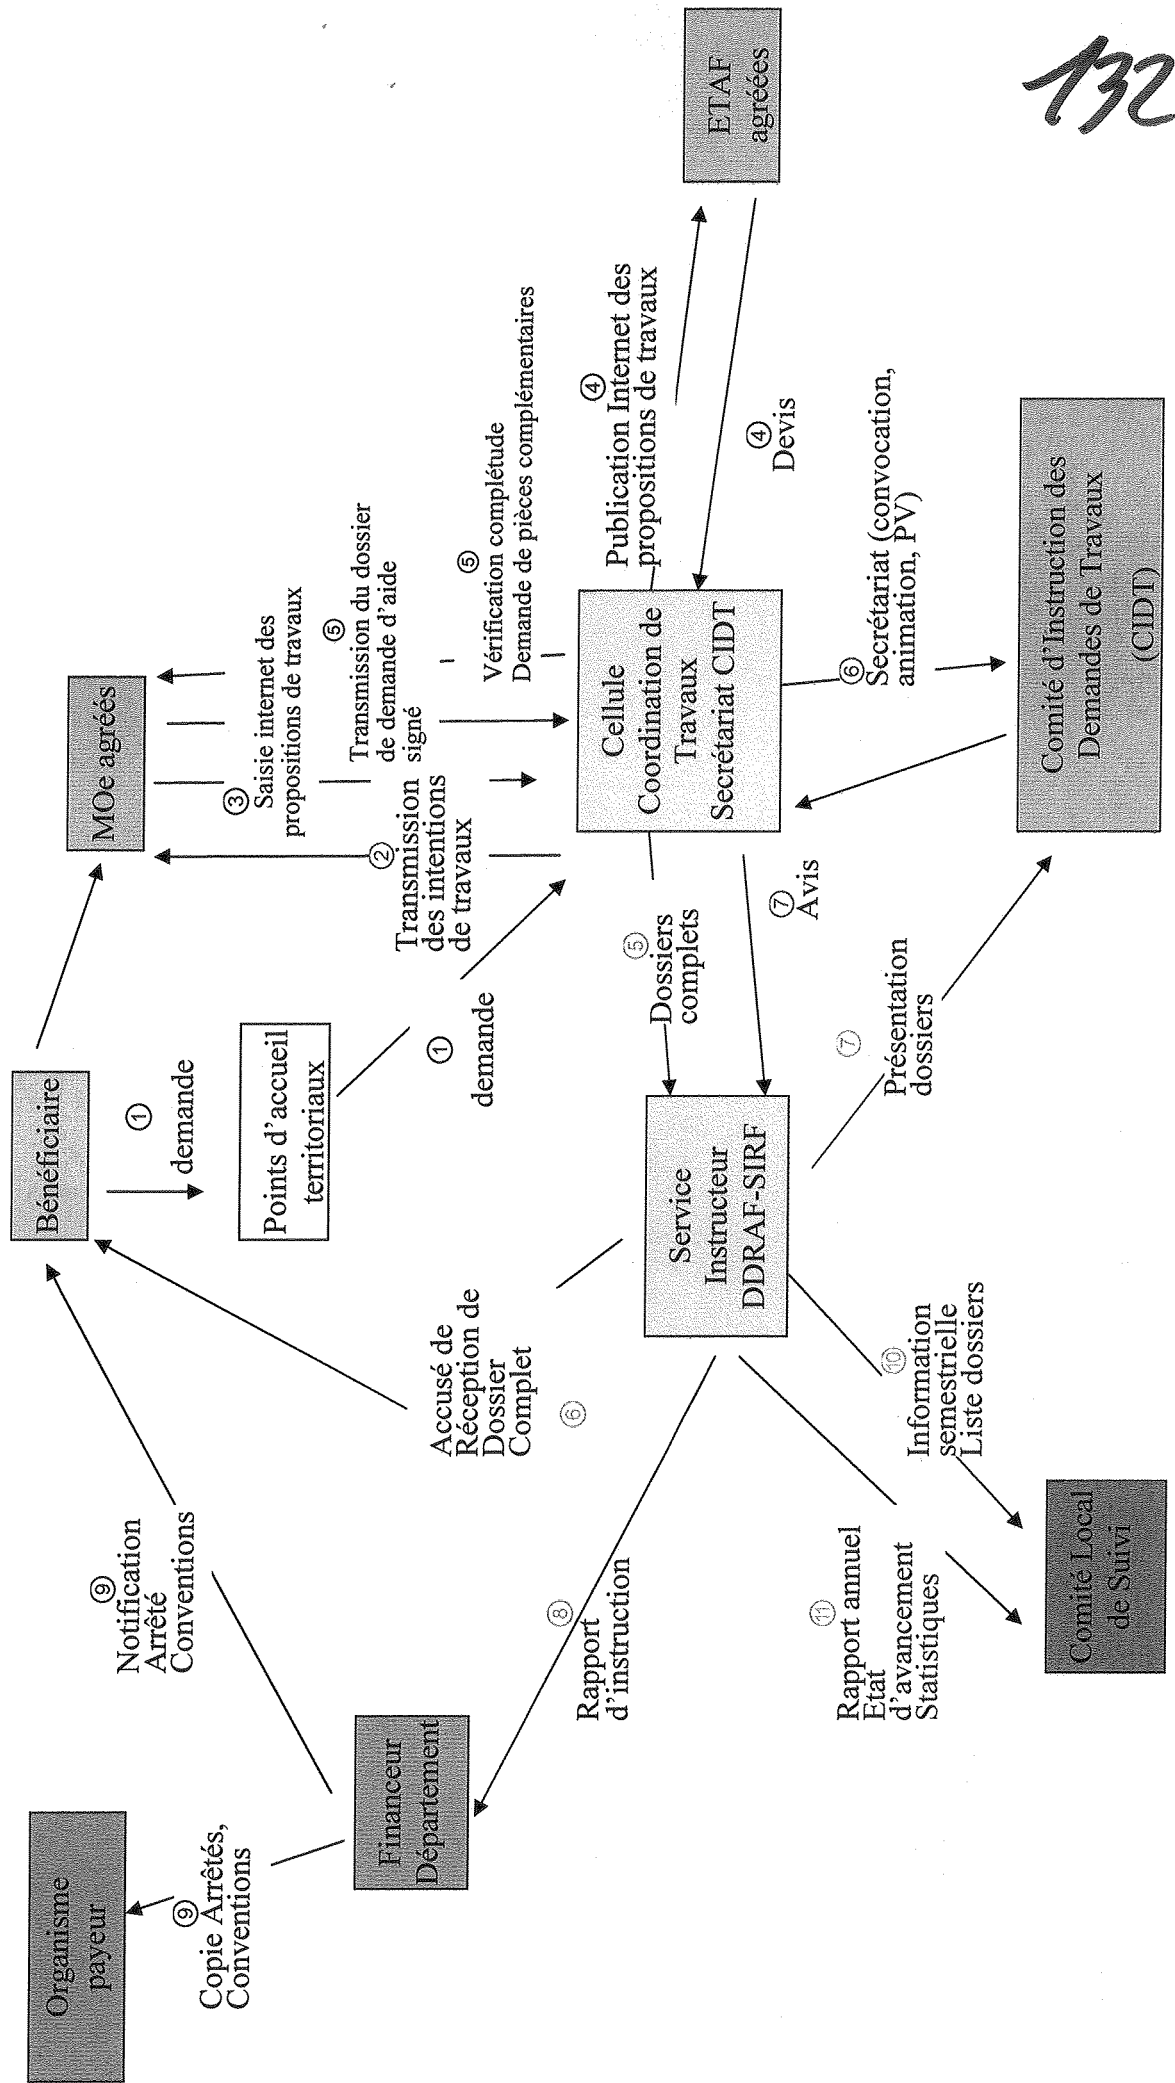 Organisme
payeur
⑨
Copie Arrêtés,
Conventions
Financeur
Département
⑨
Notification
Arrêté
Conventions
Bénéficiaire
①
demande
Points d'accueil
territoriaux
①
demande
MOe agréés
②
Transmission
des intentions
de travaux
③
Saisie internet des
propositions de travaux
⑤
Transmission du dossier
de demande d'aide
signé
⑤
Vérification complétude
Demande de pièces complémentaires
④
Publication Internet des
propositions de travaux
④
Devis
ETAF
agréées
Cellule
Coordination de
Travaux
Secrétariat CIDT
⑤
Dossiers
complets
⑦
Avis
⑥
Secrétariat (convocation,
animation, PV)
Accusé de
Réception de
Dossier
Complet
⑥
Service
Instructeur
DDRAF-SIRF
⑦
Présentation
dossiers
⑧
Rapport
d'instruction
⑩
Information
semestrielle
Liste dossiers
⑪
Rapport annuel
Etat
d'avancement
Statistiques
Comité Local
de Suivi
Comité d'Instruction des
Demandes de Travaux
(CIDT)
132